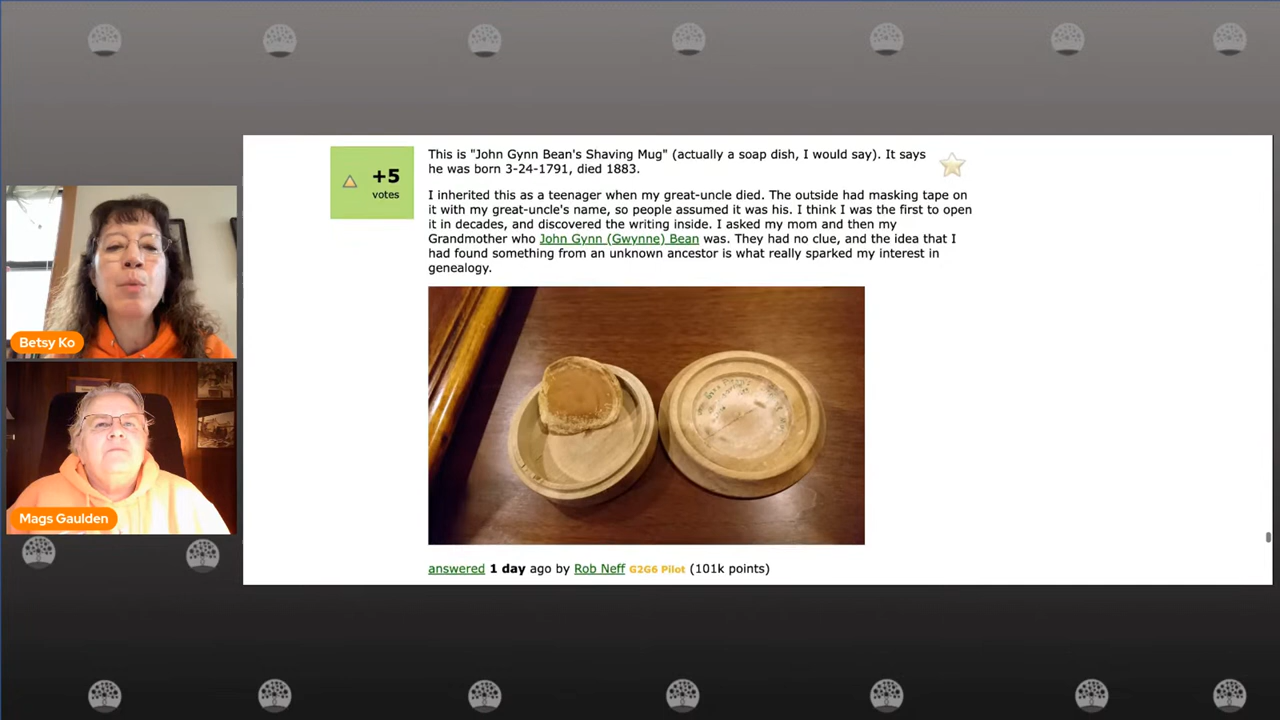 This is "John Gynn Bean's Shaving Mug" (actually a soap dish, I would say). It says
he was born 3-24-1791, died 1883.
+5
votes
I inherited this as a teenager when my great-uncle died. The outside had masking tape on
it with my great-uncle's name, so people assumed it was his. I think I was the first to open
it in decades, and discovered the writing inside. I asked my mom and then my
Grandmother who John Gynn (Gwynne) Bean was. They had no clue, and the idea that I
had found something from an unknown ancestor is what really sparked my interest in
genealogy.
answered 1 day ago by Rob Neff G2G6 Pilot (101k points)
Betsy Ko
Mags Gaulden